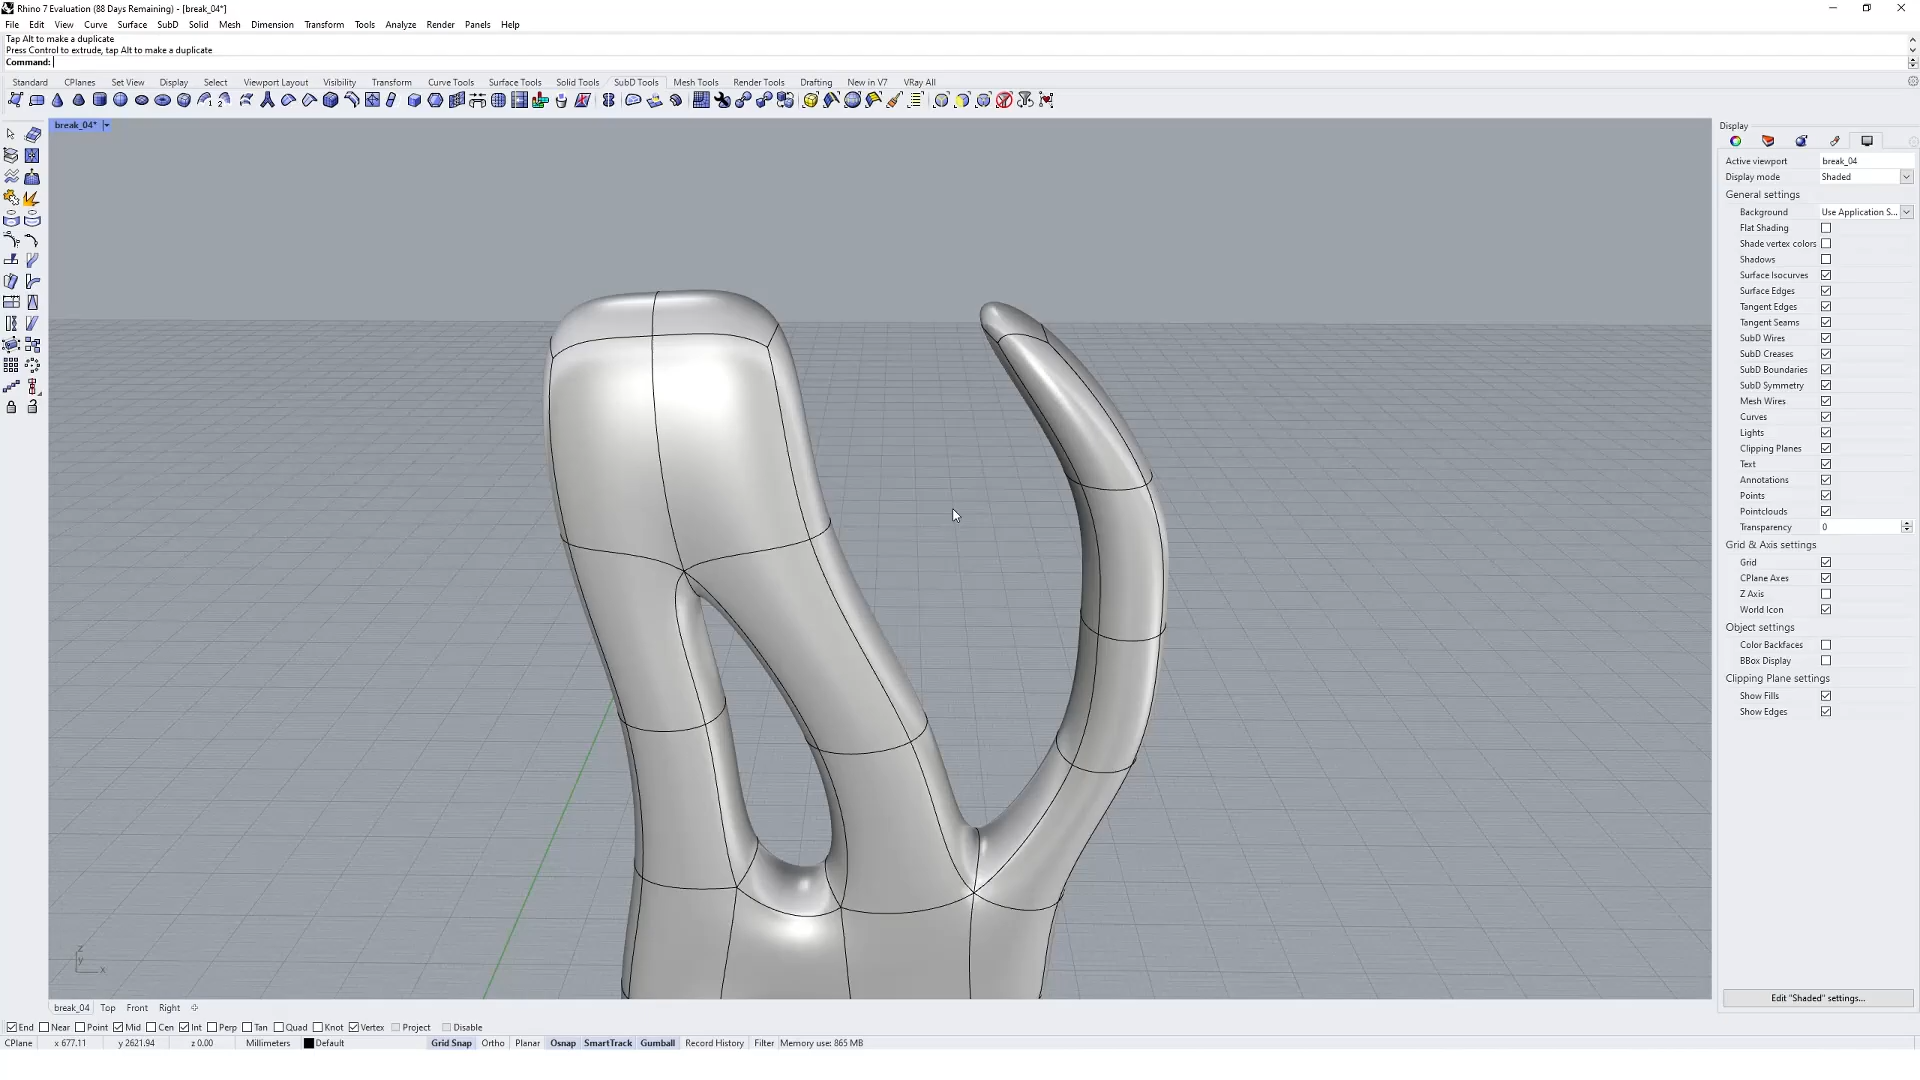 Rhino 7 Evaluation (88 Days Remaining) - [break_04*]
File Edit View Curve Surface SubD Solid Mesh Dimension Transform Tools Analyze Render Panels Help
Tap Alt to make a duplicate
Press Control to extrude, tap Alt to make a duplicate
Command:
Standard CPlanes Set View Display Select Viewport Layout Visibility Transform Curve Tools Surface Tools Solid Tools SubD Tools Mesh Tools Render Tools Drafting New in V7 VRay All
break_04*
Display
Active viewport break_04
Display mode Shaded
General settings
Background Use Application S...
Flat Shading
Shade vertex colors
Shadows
Surface Isocurves
Surface Edges
Tangent Edges
Tangent Seams
SubD Wires
SubD Creases
SubD Boundaries
SubD Symmetry
Mesh Wires
Curves
Lights
Clipping Planes
Text
Annotations
Points
Pointclouds
Transparency 0
Grid & Axis settings
Grid
CPlane Axes
Z Axis
World Icon
Object settings
Color Backfaces
BBox Display
Clipping Plane settings
Show Fills
Show Edges
Edit "Shaded" settings...
z
y
x
break_04 Top Front Right
End Near Point Mid Cen Int Perp Tan Quad Knot Vertex Project Disable
CPlane x 677.11 y 2621.94 z 0.00 Millimeters Default Grid Snap Ortho Planar Osnap SmartTrack Gumball Record History Filter Memory use: 865 MB